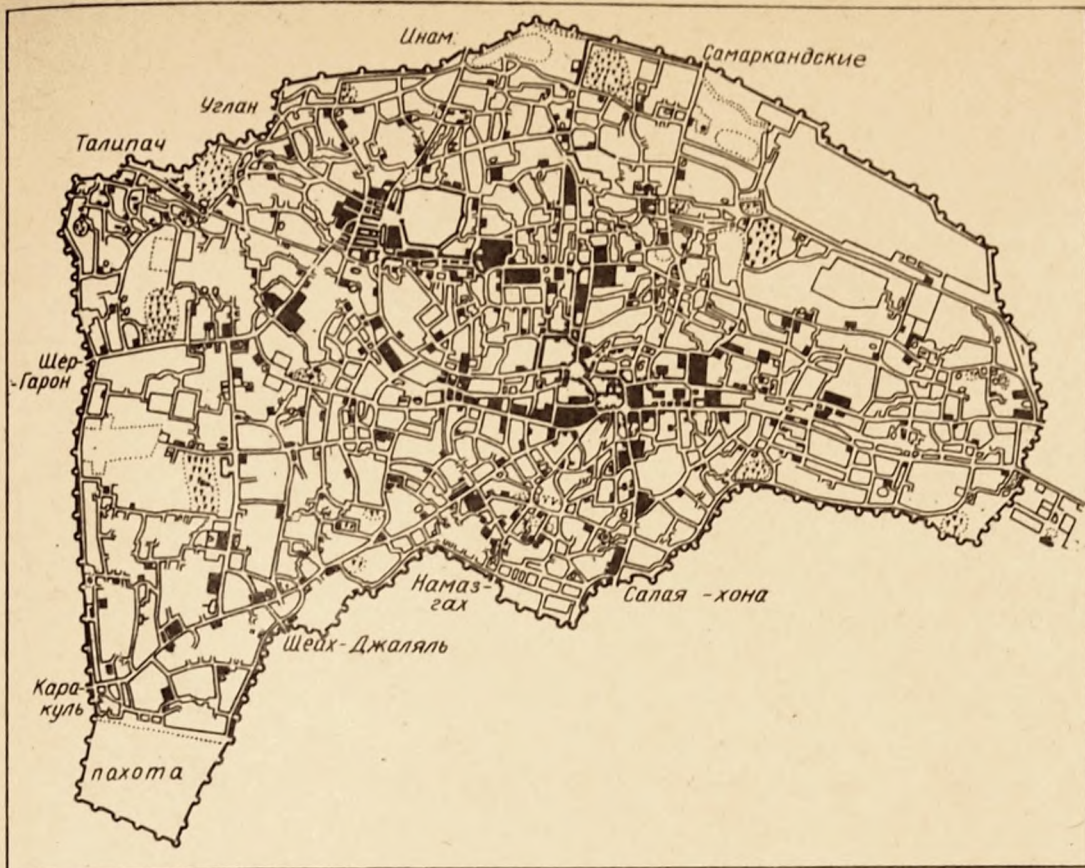 Инам
Самаркандские
Углан
Талипач
Шер-
Гарон
Намаз-
гах
Салая -хона
Шейх-Джаляль
Кара-
куль
пахота